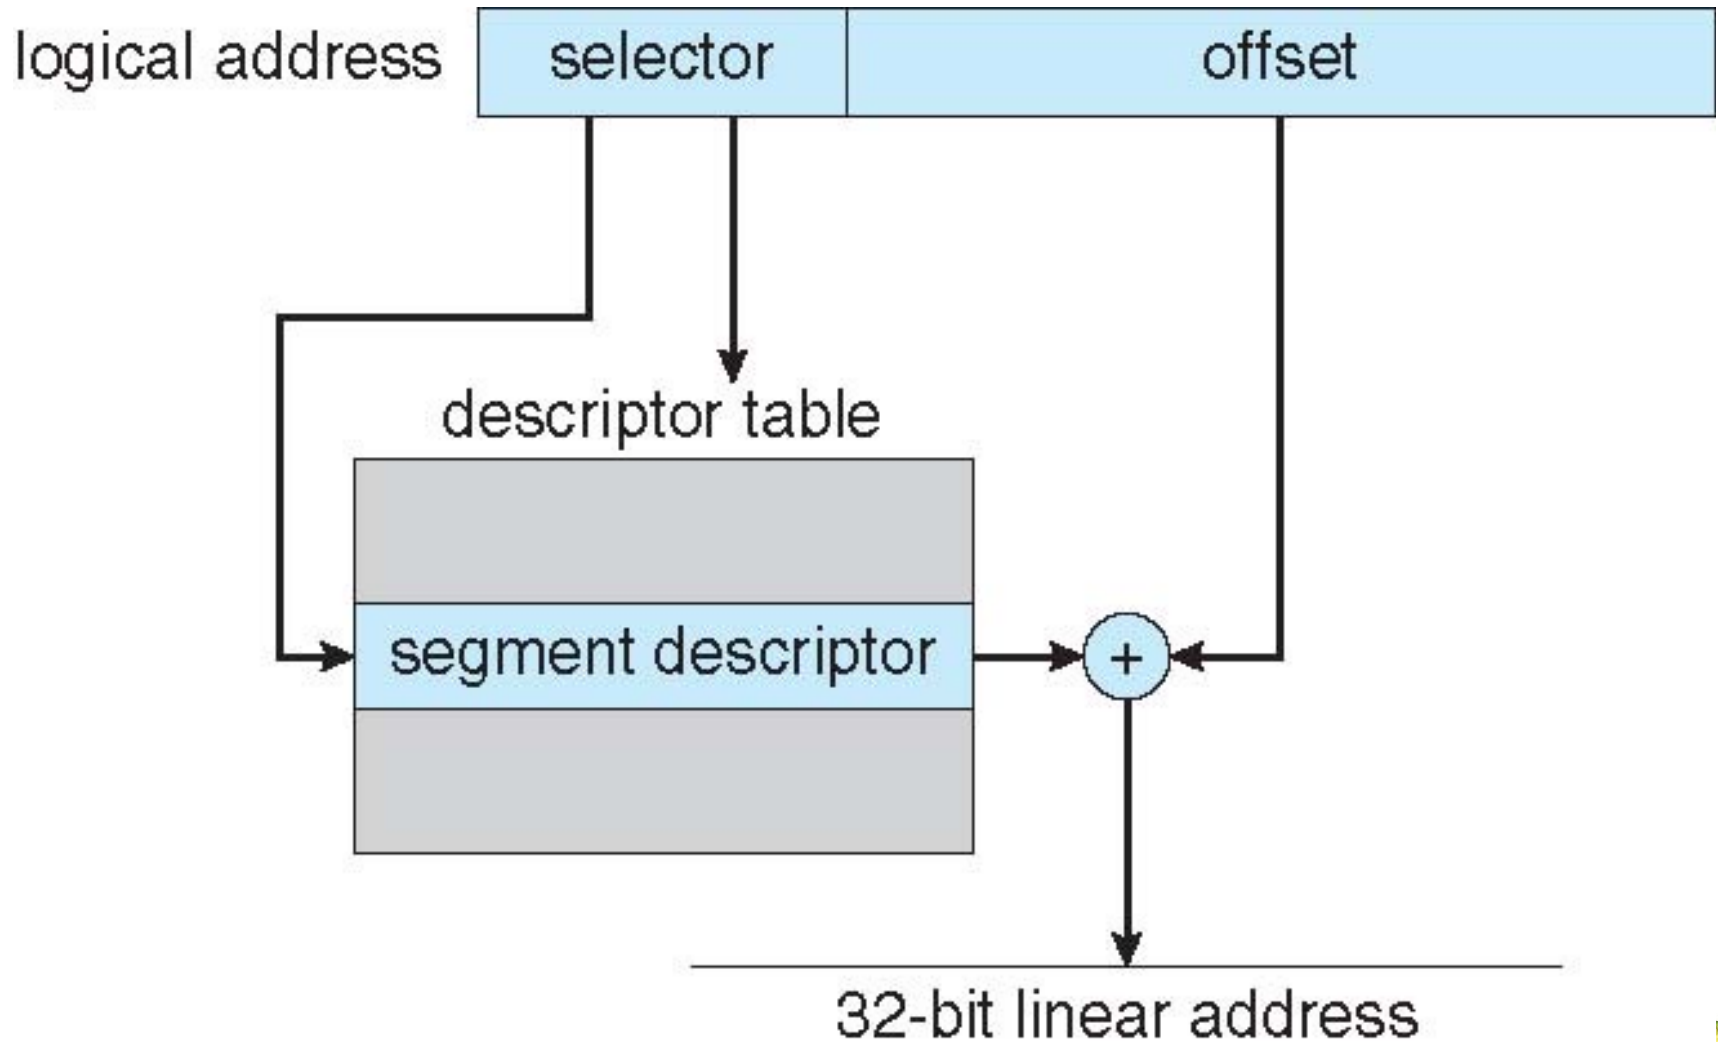 logical address
selector
offset
descriptor table
segment descriptor
+
32-bit linear address